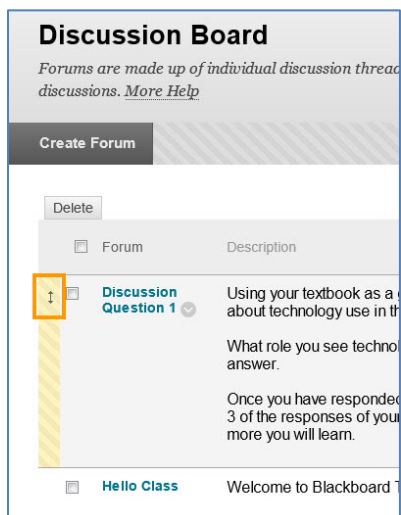 Discussion Board
Forums are made up of individual discussion threa
discussions. More Help
Create Forum
Delete
Forum Description
Discussion Question 1
Using your textbook as a
about technology use in th
What role you see technol
answer.
Once you have responded
3 of the responses of your
more you will learn.
Hello Class Welcome to Blackboard